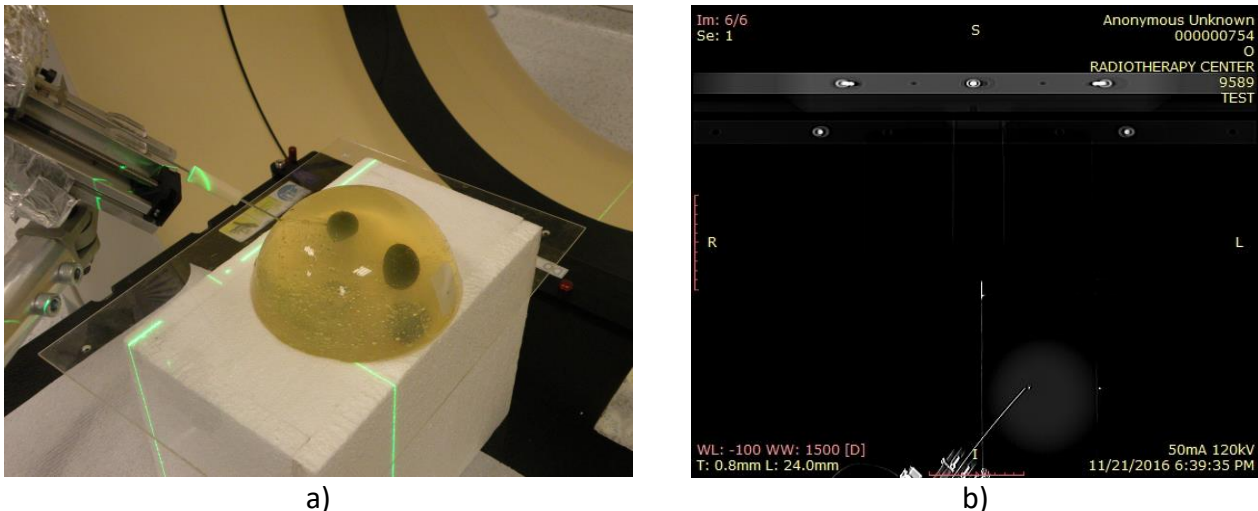 Im: 6/6
Se: 1
S
Anonymous Unknown
000000754
O
RADIOTHERAPY CENTER
9589
TEST
R
L
WL: -100 WW: 1500 [D]
T: 0.8mm L: 24.0mm
I
50mA 120kV
11/21/2016 6:39:35 PM
a)
b)